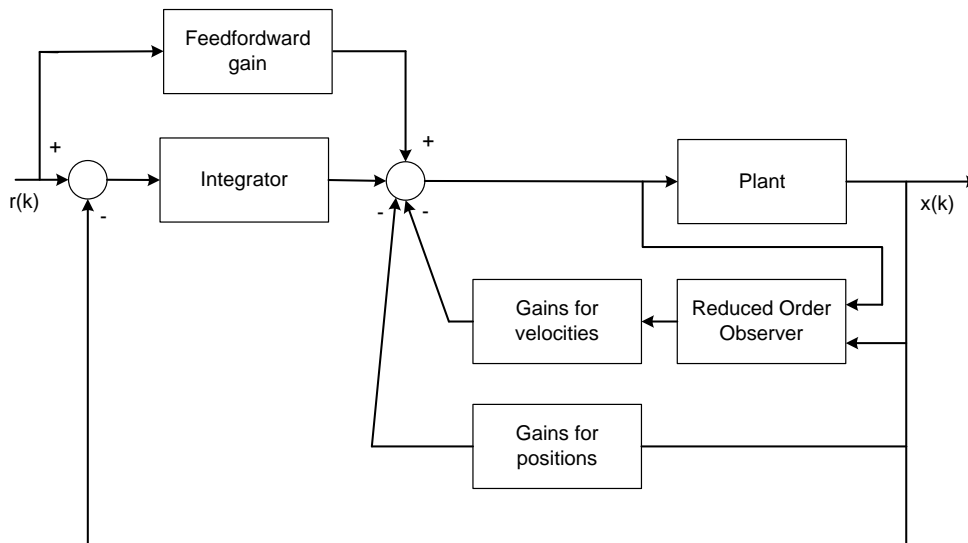 Feedfordward
gain
+
+
r(k)
-
Integrator
-
-
Plant
x(k)
Gains for
velocities
Reduced Order
Observer
Gains for
positions